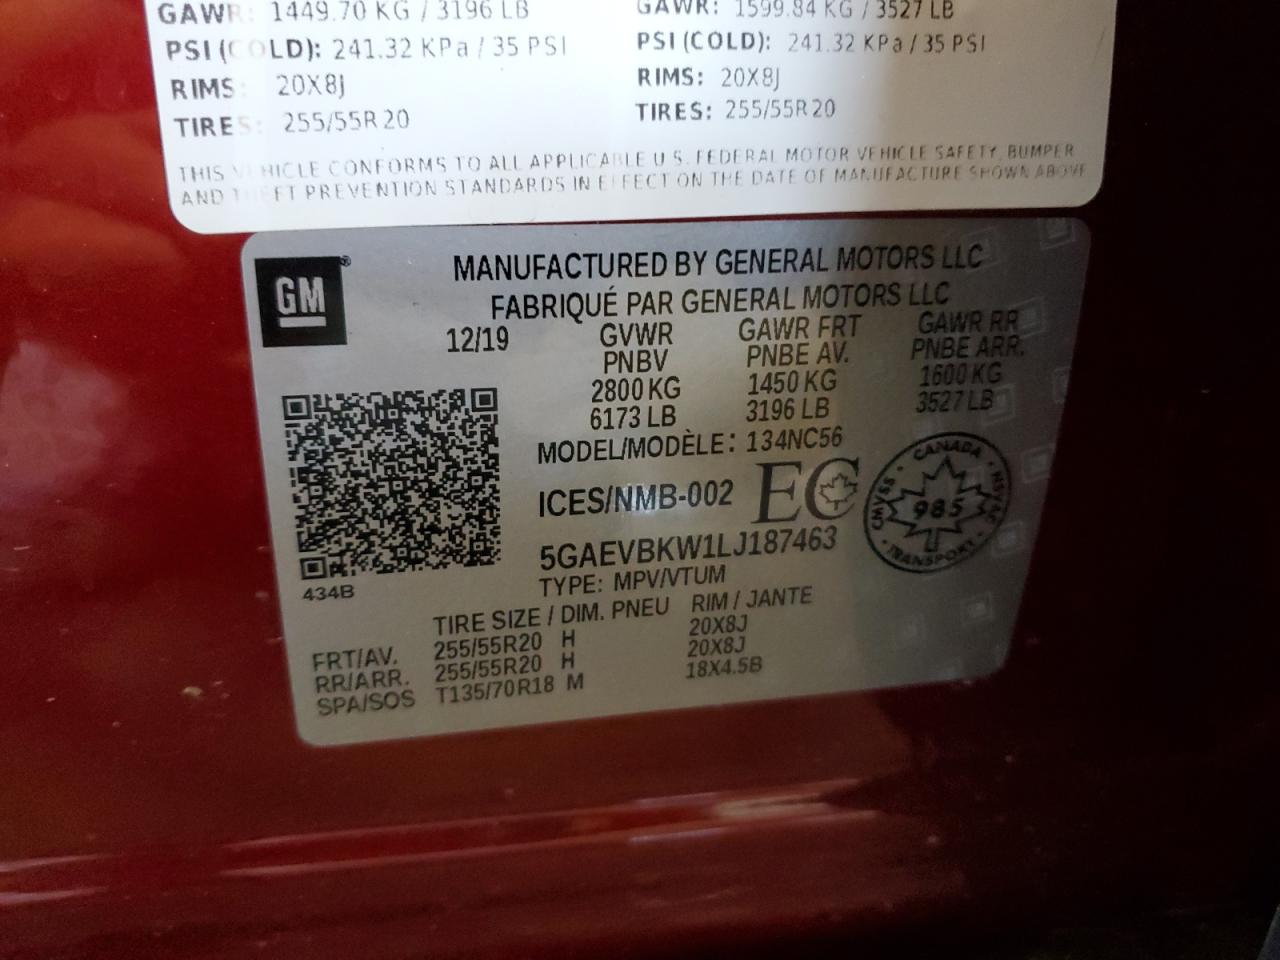 GAWR: 1449.70 KG / 3196 LB
PSI (COLD): 241.32 KPa / 35 PSI
RIMS: 20X8J
TIRES: 255/55R 20
GAWR: 1599.84 KG / 3527 LB
PSI (COLD): 241.32 KPa / 35 PSI
RIMS: 20X8J
TIRES: 255/55R 20
THIS VEHICLE CONFORMS TO ALL APPLICABLE U.S. FEDERAL MOTOR VEHICLE SAFETY, BUMPER
AND THEFT PREVENTION STANDARDS IN EFFECT ON THE DATE OF MANUFACTURE SHOWN ABOVE
GM®
MANUFACTURED BY GENERAL MOTORS LLC
FABRIQUÉ PAR GENERAL MOTORS LLC
12/19 GVWR GAWR FRT GAWR RR
PNBV PNBE AV. PNBE ARR.
2800 KG 1450 KG 1600 KG
6173 LB 3196 LB 3527 LB
MODEL/MODÈLE: 134NC56
ICES/NMB-002 EC
CANADA
CMVSS 985 NSVAC
TRANSPORT
5GAEVBKW1LJ187463
TYPE: MPV/VTUM
434B
TIRE SIZE / DIM. PNEU RIM / JANTE
FRT/AV. 255/55R20 H 20X8J
RR/ARR. 255/55R20 H 20X8J
SPA/SOS T135/70R18 M 18X4.5B